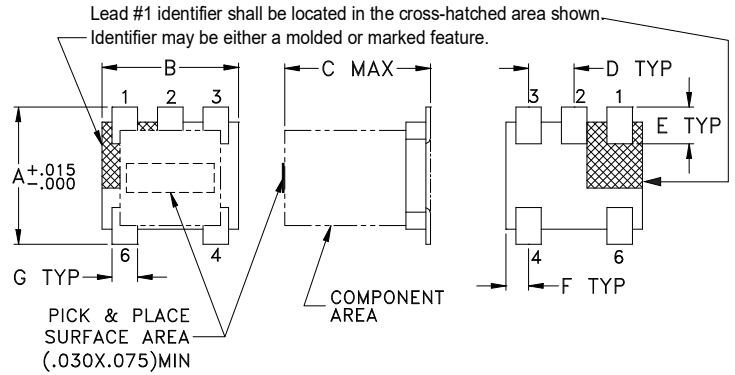 Lead #1 identifier shall be located in the cross-hatched area shown.
Identifier may be either a molded or marked feature.
B
C MAX
D TYP
1 2 3
3 2 1
E TYP
A+.015
-.000
6 4
4 6
G TYP
F TYP
PICK & PLACE
SURFACE AREA
(.030X.075)MIN
COMPONENT
AREA